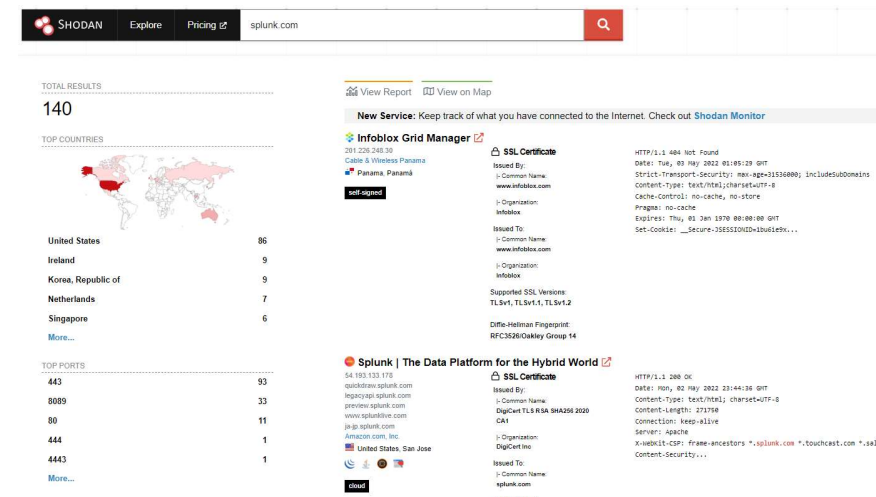 SHODAN Explore Pricing splunk.com
TOTAL RESULTS
140
TOP COUNTRIES
United States 86
Ireland 9
Korea, Republic of 9
Netherlands 7
Singapore 6
More...
TOP PORTS
443 93
8089 33
80 11
444 1
4443 1
More...
View Report View on Map
New Service: Keep track of what you have connected to the Internet. Check out Shodan Monitor
Infoblox Grid Manager
201.226.248.30
Cable & Wireless Panama
Panama, Panamá
self-signed
SSL Certificate
Issued By:
|- Common Name:
www.infoblox.com
|- Organization:
Infoblox
Issued To:
|- Common Name:
www.infoblox.com
|- Organization:
Infoblox
Supported SSL Versions:
TLSv1, TLSv1.1, TLSv1.2
Diffie-Hellman Fingerprint:
RFC3526/Oakley Group 14
HTTP/1.1 404 Not Found
Date: Tue, 03 May 2022 01:05:29 GMT
Strict-Transport-Security: max-age=31536000; includeSubDomains
Content-Type: text/html;charset=UTF-8
Cache-Control: no-cache, no-store
Pragma: no-cache
Expires: Thu, 01 Jan 1970 00:00:00 GMT
Set-Cookie: __Secure-JSESSIONID=1bu6ie9x...
Splunk | The Data Platform for the Hybrid World
54.193.133.178
quickdraw.splunk.com
legacyapi.splunk.com
preview.splunk.com
www.splunklive.com
ja-jp.splunk.com
Amazon.com, Inc.
United States, San Jose
cloud
SSL Certificate
Issued By:
|- Common Name:
DigiCert TLS RSA SHA256 2020
CA1
|- Organization:
DigiCert Inc
Issued To:
|- Common Name:
splunk.com
HTTP/1.1 200 OK
Date: Mon, 02 May 2022 23:44:36 GMT
Content-Type: text/html; charset=UTF-8
Content-Length: 271750
Connection: keep-alive
Server: Apache
X-WebKit-CSP: frame-ancestors *.splunk.com *.touchcast.com *.sal
Content-Security...